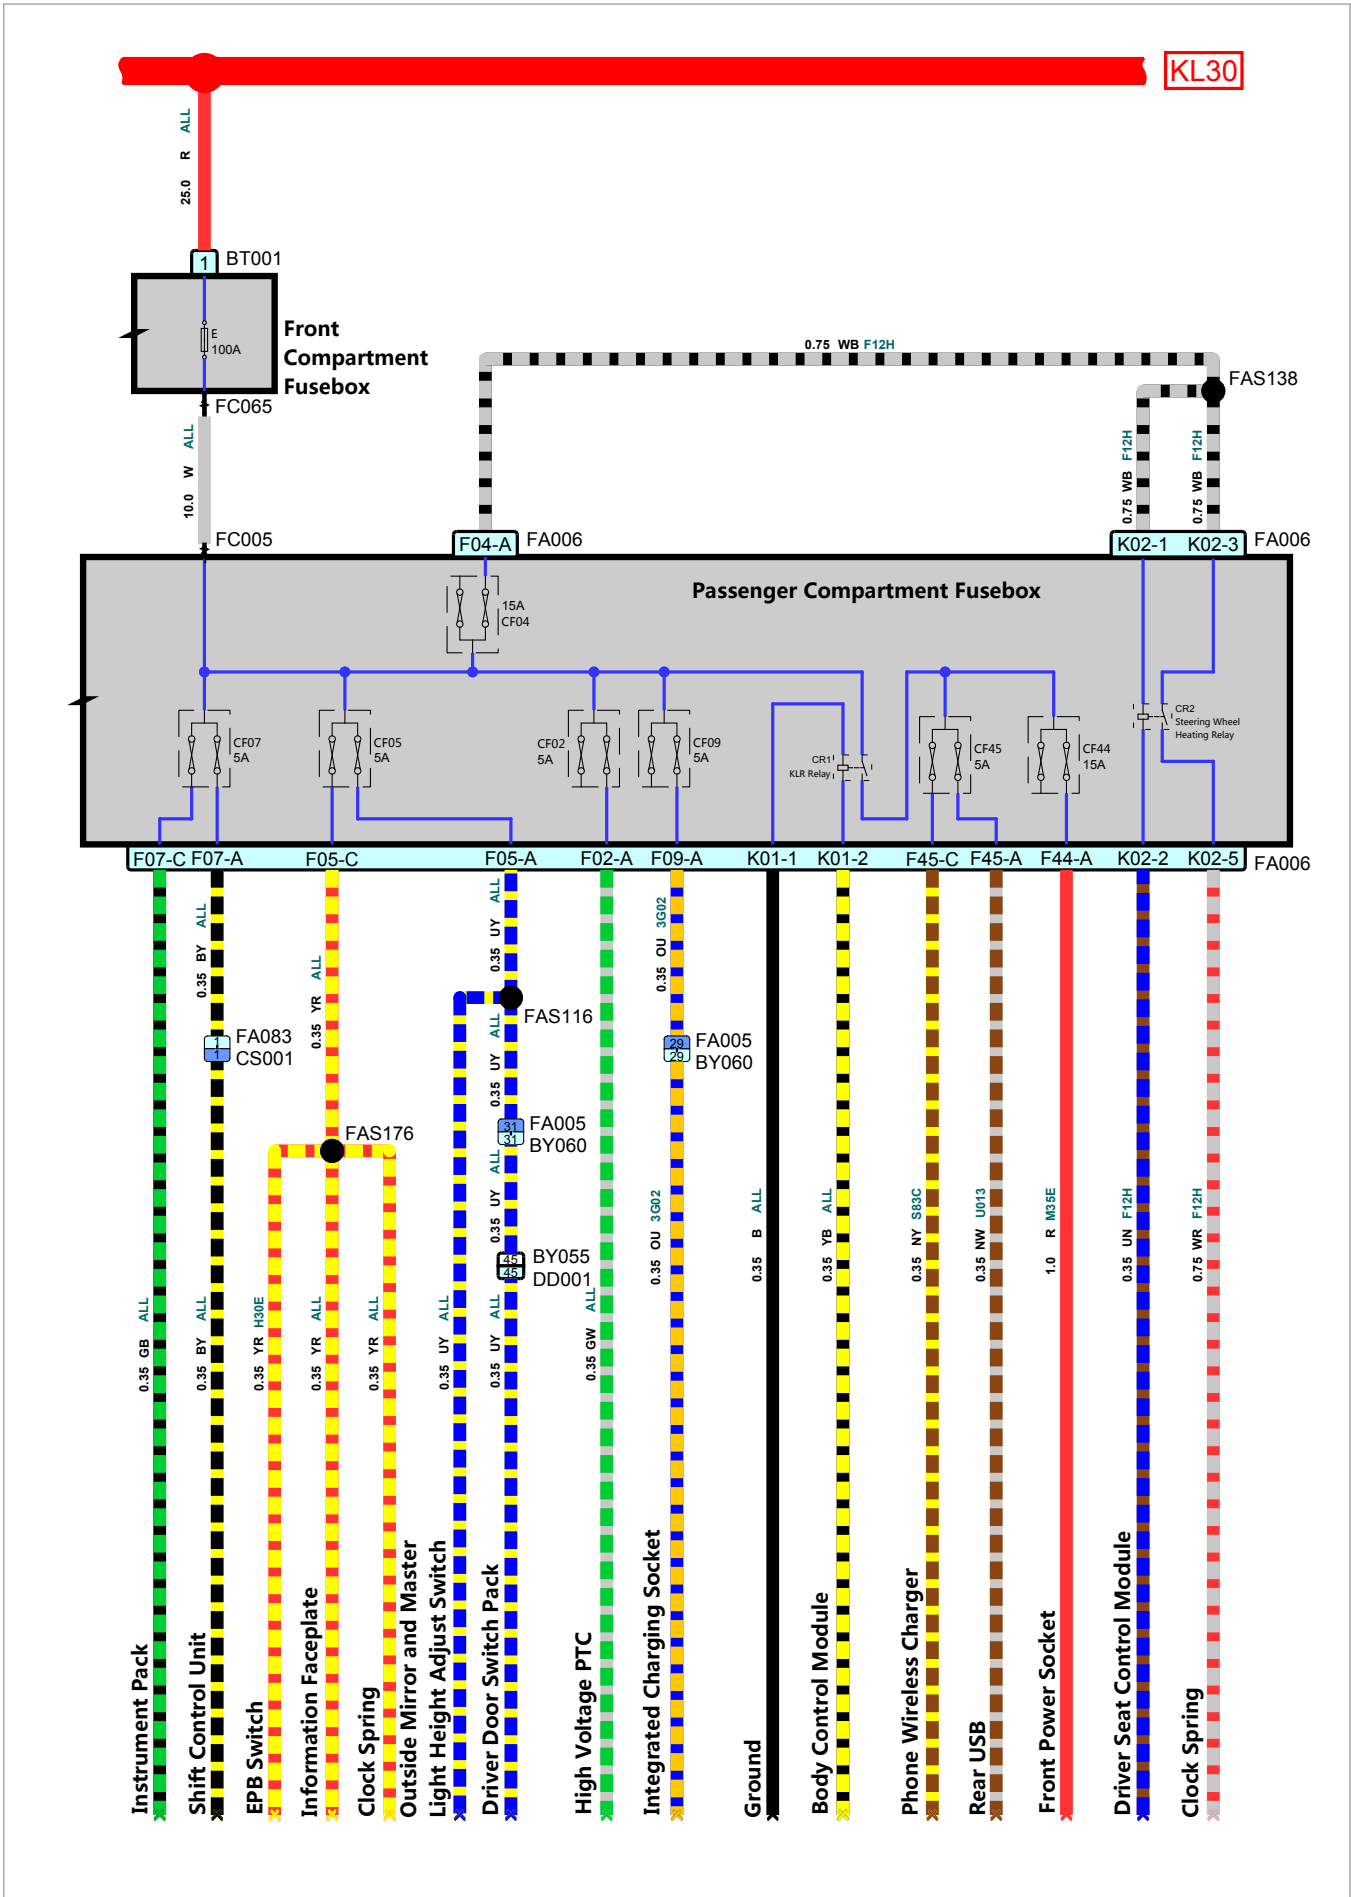 KL30
25.0 R ALL
1 BT001
E
100A
Front
Compartment
Fusebox
FC065
10.0 W ALL
FC005
0.75 WB F12H
FAS138
0.75 WB F12H
0.75 WB F12H
F04-A FA006
K02-1 K02-3 FA006
Passenger Compartment Fusebox
15A
CF04
CF07
5A
CF05
5A
CF02
5A
CF09
5A
CR1
KLR Relay
CF45
5A
CF44
15A
CR2
Steering Wheel
Heating Relay
F07-C F07-A F05-C F05-A F02-A F09-A K01-1 K01-2 F45-C F45-A F44-A K02-2 K02-5 FA006
0.35 BY ALL
0.35 YR ALL
0.35 UY ALL
0.35 OU 3G02
FAS116
1 FA083
1 CS001
0.35 UY ALL
29 FA005
29 BY060
31 FA005
31 BY060
FAS176
0.35 UY ALL
45 BY055
45 DD001
0.35 GB ALL
0.35 BY ALL
0.35 YR H30E
0.35 YR ALL
0.35 YR ALL
0.35 UY ALL
0.35 UY ALL
0.35 GW ALL
0.35 OU 3G02
0.35 B ALL
0.35 YB ALL
0.35 NY S83C
0.35 NW U013
1.0 R M35E
0.35 UN F12H
0.75 WR F12H
Instrument Pack
Shift Control Unit
EPB Switch
Information Faceplate
Clock Spring
Outside Mirror and Master
Light Height Adjust Switch
Driver Door Switch Pack
High Voltage PTC
Integrated Charging Socket
Ground
Body Control Module
Phone Wireless Charger
Rear USB
Front Power Socket
Driver Seat Control Module
Clock Spring